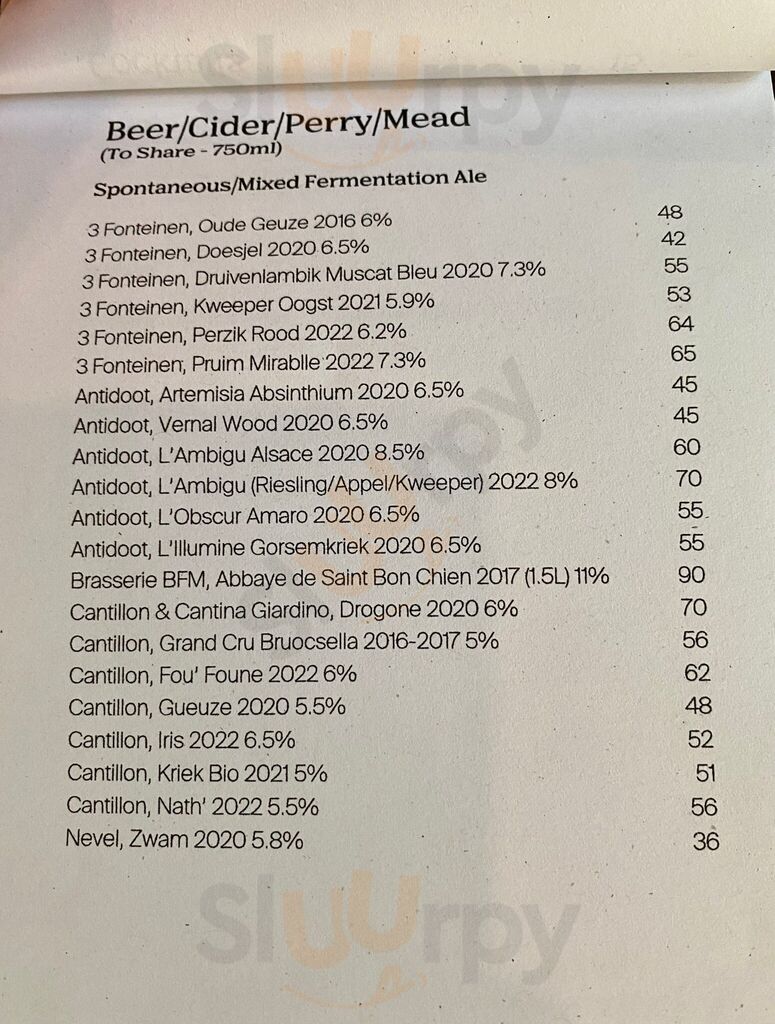 Sluurpy
Beer/Cider/Perry/Mead
(To Share - 750ml)
Spontaneous/Mixed Fermentation Ale
3 Fonteinen, Oude Geuze 2016 6% 48
3 Fonteinen, Doesjel 2020 6.5% 42
3 Fonteinen, Druivenlambik Muscat Bleu 2020 7.3% 55
3 Fonteinen, Kweeper Oogst 2021 5.9% 53
3 Fonteinen, Perzik Rood 2022 6.2% 64
3 Fonteinen, Pruim Mirablle 2022 7.3% 65
Antidoot, Artemisia Absinthium 2020 6.5% 45
Antidoot, Vernal Wood 2020 6.5% 45
Antidoot, L'Ambigu Alsace 2020 8.5% 60
Antidoot, L'Ambigu (Riesling/Appel/Kweeper) 2022 8% 70
Antidoot, L'Obscur Amaro 2020 6.5% 55
Antidoot, L'Illumine Gorsemkriek 2020 6.5% 55
Brasserie BFM, Abbaye de Saint Bon Chien 2017 (1.5L) 11% 90
Cantillon & Cantina Giardino, Drogone 2020 6% 70
Cantillon, Grand Cru Bruocsella 2016-2017 5% 56
Cantillon, Fou' Foune 2022 6% 62
Cantillon, Gueuze 2020 5.5% 48
Cantillon, Iris 2022 6.5% 52
Cantillon, Kriek Bio 2021 5% 51
Cantillon, Nath' 2022 5.5% 56
Nevel, Zwam 2020 5.8% 36
Sluurpy